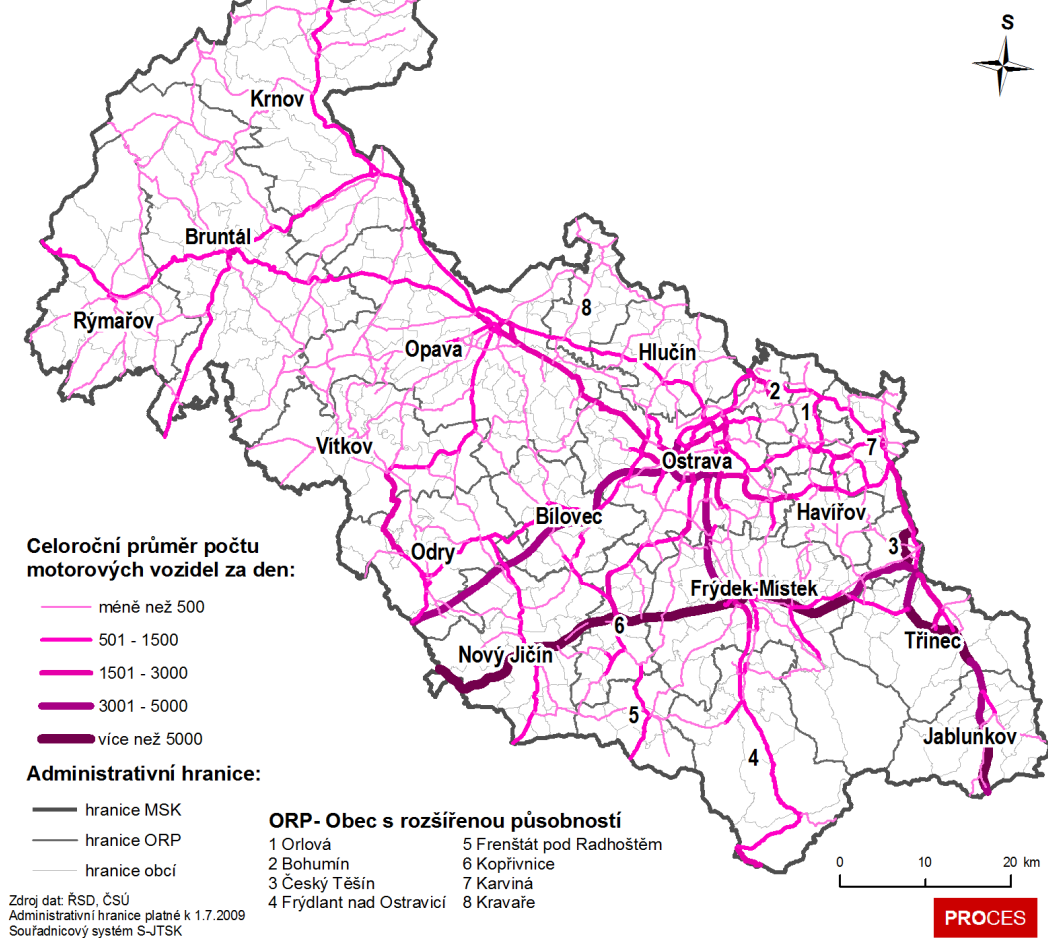 S
Krnov
Bruntál
Rýmařov
8
Opava
Hlučín
2
1
Vítkov
7
Ostrava
Bílovec
Havířov
Odry
3
Frýdek-Místek
6
Třinec
Nový Jičín
5
Jablunkov
4
Celoroční průměr počtu
motorových vozidel za den:
méně než 500
501 - 1500
1501 - 3000
3001 - 5000
více než 5000
Administrativní hranice:
hranice MSK
hranice ORP
hranice obcí
Zdroj dat: ŘSD, ČSÚ
Administrativní hranice platné k 1.7.2009
Souřadnicový systém S-JTSK
ORP- Obec s rozšířenou působností
1 Orlová
2 Bohumín
3 Český Těšín
4 Frýdlant nad Ostravicí
5 Frenštát pod Radhoštěm
6 Kopřivnice
7 Karviná
8 Kravaře
0 10 20 km
PROCES